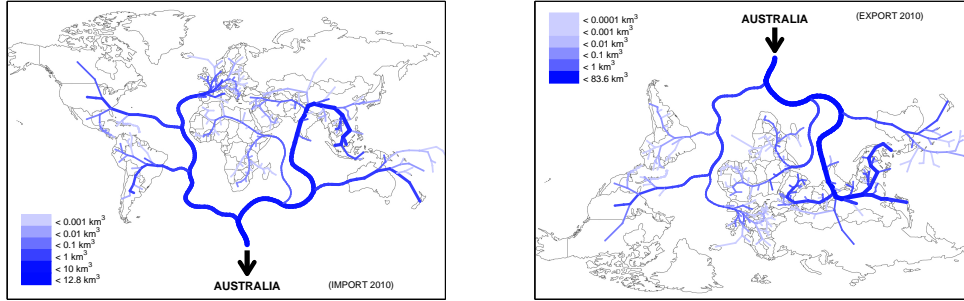 < 0.001 km³
< 0.01 km³
< 0.1 km³
< 1 km³
< 10 km³
< 12.8 km³
AUSTRALIA
(IMPORT 2010)
< 0.0001 km³
< 0.001 km³
< 0.01 km³
< 0.1 km³
< 1 km³
< 83.6 km³
AUSTRALIA
(EXPORT 2010)